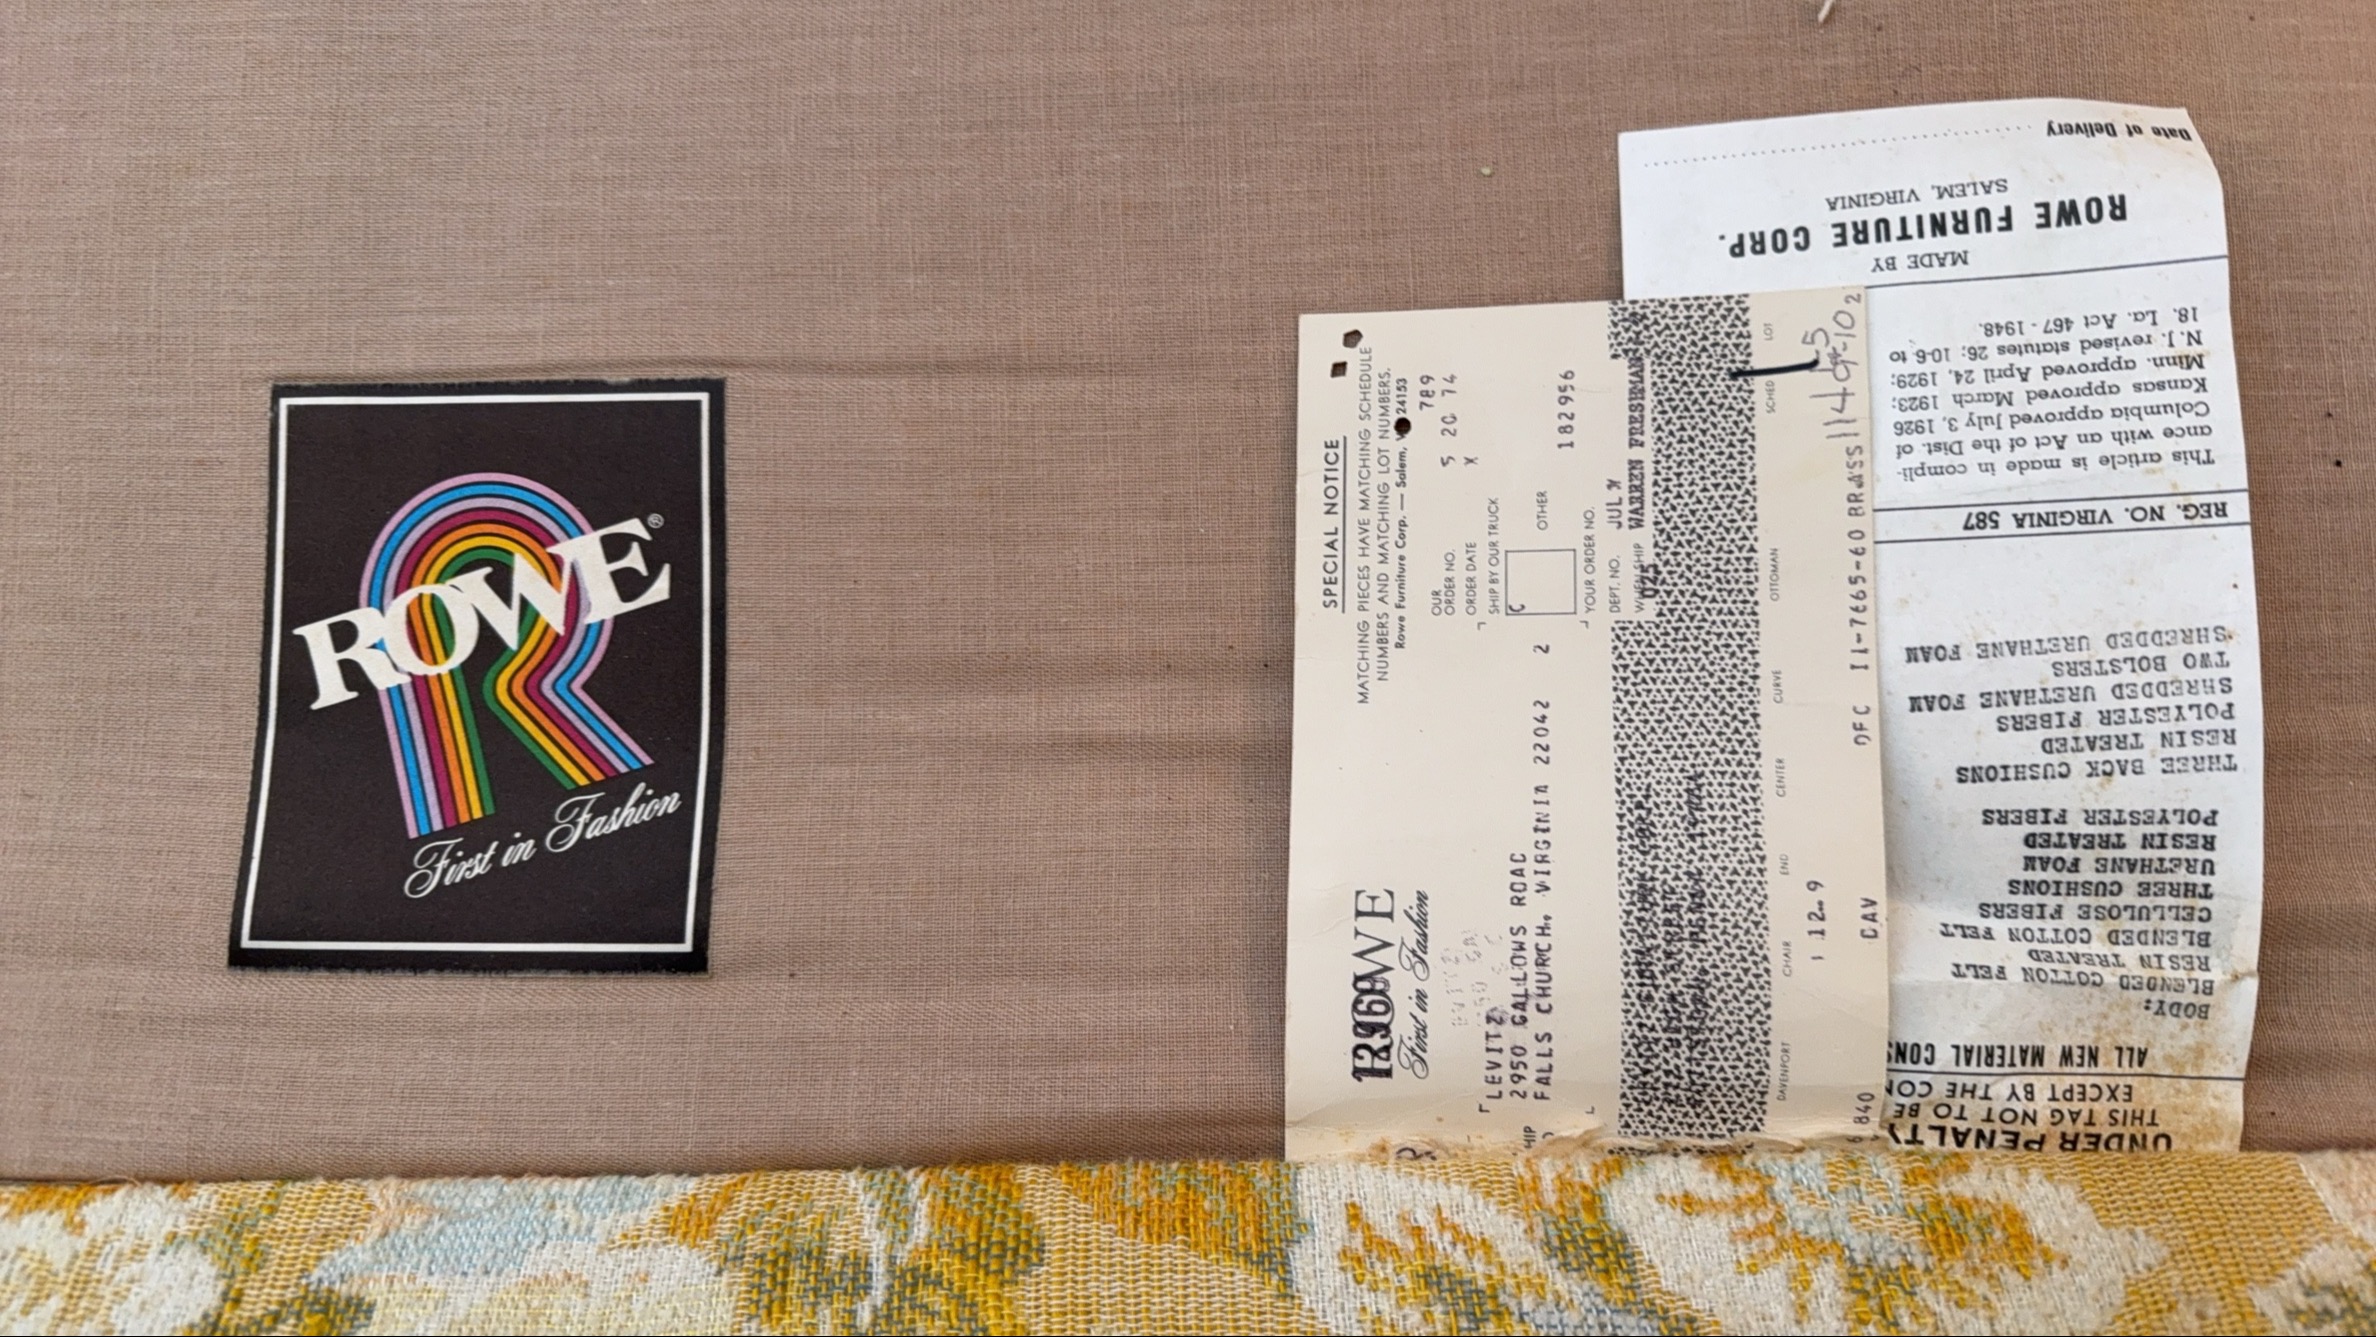 ROWE®
First in Fashion
SPECIAL NOTICE
MATCHING PIECES HAVE MATCHING SCHEDULE
NUMBERS AND MATCHING LOT NUMBERS.
Rowe Furniture Corp. — Salem, 24153
ROWE
First in Fashion
OUR
ORDER NO. 789
ORDER DATE 5 20 74
SHIP BY OUR TRUCK X
C OTHER
YOUR ORDER NO. 182956
LEVITZ
2950 GALLOWS ROAD
FALLS CHURCH, VIRGINIA 22042 2
DEPT. NO. JULY
WHEN SHIP WARREN FRESHMAN
025
DAVENPORT CHAIR END CENTER CURVE OTTOMAN SCHED LOT
1 12 9
840 CAV DFC 11-7665-60 BRASS
Date of Delivery
ROWE FURNITURE CORP.
SALEM, VIRGINIA
MADE BY
UNDER PENALTY
THIS TAG NOT TO BE
EXCEPT BY THE CON
ALL NEW MATERIAL CONS
BODY:
BLENDED COTTON FELT
RESIN TREATED
BLENDED COTTON FELT
CELLULOSE FIBERS
THREE CUSHIONS
URETHANE FOAM
RESIN TREATED
POLYESTER FIBERS
THREE BACK CUSHIONS
RESIN TREATED
POLYESTER FIBERS
SHREDDED URETHANE FOAM
TWO BOLSTERS
SHREDDED URETHANE FOAM
REG. NO. VIRGINIA 587
This article is made in compli-
ance with an Act of the Dist. of
Columbia approved July 3, 1926
Kansas approved March 1923;
Minn. approved April 24, 1929;
N. J. revised statutes 26; 10-6 to
18. La. Act 467 - 1948.